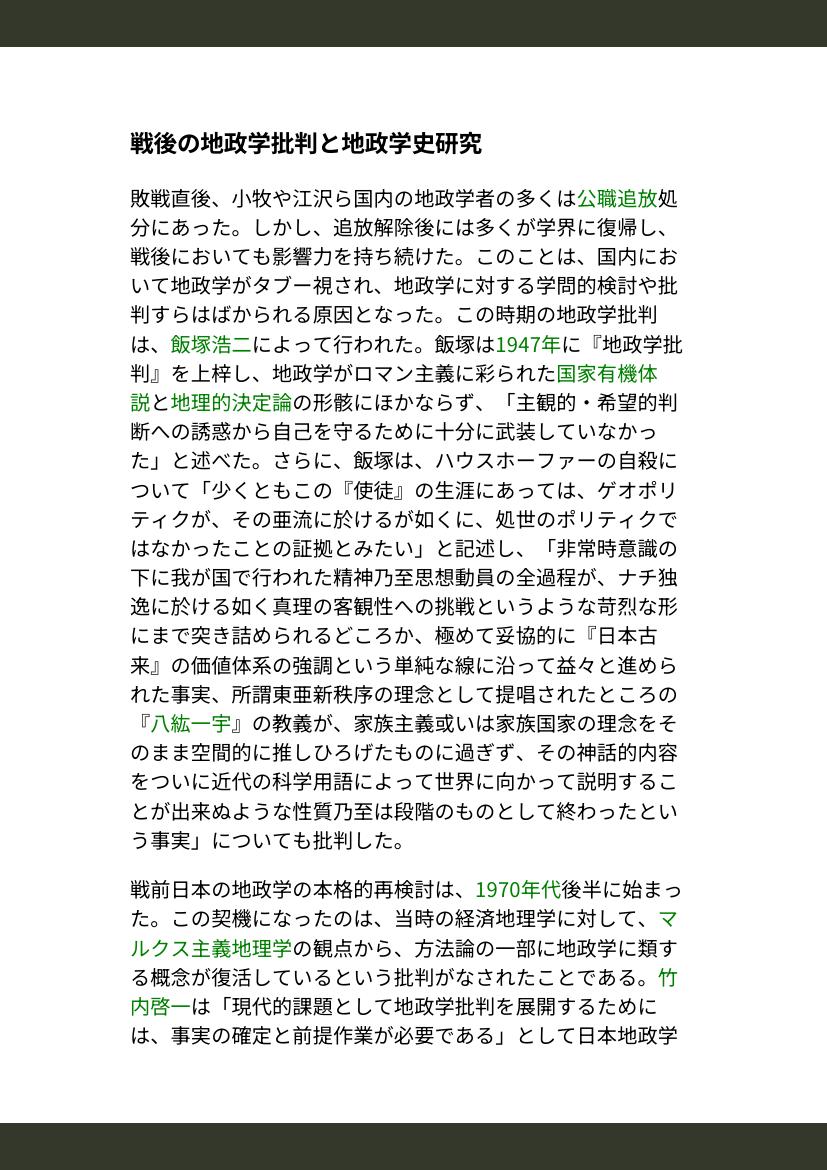 戦後の地政学批判と地政学史研究
敗戦直後、小牧や江沢ら国内の地政学者の多くは公職追放処
分にあった。しかし、追放解除後には多くが学界に復帰し、
戦後においても影響力を持ち続けた。このことは、国内にお
いて地政学がタブー視され、地政学に対する学問的検討や批
判すらはばかられる原因となった。この時期の地政学批判
は、飯塚浩二によって行われた。飯塚は1947年に『地政学批
判』を上梓し、地政学がロマン主義に彩られた国家有機体
説と地理的決定論の形骸にほかならず、「主観的・希望的判
断への誘惑から自己を守るために十分に武装していなかっ
た」と述べた。さらに、飯塚は、ハウスホーファーの自殺に
ついて「少くともこの『使徒』の生涯にあっては、ゲオポリ
ティクが、その亜流に於けるが如くに、処世のポリティクで
はなかったことの証拠とみたい」と記述し、「非常時意識の
下に我が国で行われた精神乃至思想動員の全過程が、ナチ独
逸に於ける如く真理の客観性への挑戦というような苛烈な形
にまで突き詰められるどころか、極めて妥協的に『日本古
来』の価値体系の強調という単純な線に沿って益々と進めら
れた事実、所謂東亜新秩序の理念として提唱されたところの
『八紘一宇』の教義が、家族主義或いは家族国家の理念をそ
のまま空間的に推しひろげたものに過ぎず、その神話的内容
をついに近代の科学用語によって世界に向かって説明するこ
とが出来ぬような性質乃至は段階のものとして終わったとい
う事実」についても批判した。
戦前日本の地政学の本格的再検討は、1970年代後半に始まっ
た。この契機になったのは、当時の経済地理学に対して、マ
ルクス主義地理学の観点から、方法論の一部に地政学に類す
る概念が復活しているという批判がなされたことである。竹
内啓一は「現代的課題として地政学批判を展開するために
は、事実の確定と前提作業が必要である」として日本地政学